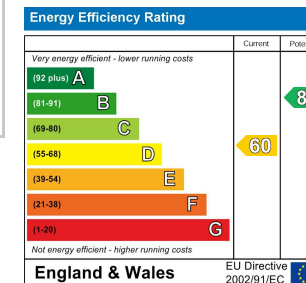 Energy Efficiency Rating
Current
Very energy efficient - lower running costs
(92 plus) A
(81-91) B
(69-80) C
(55-68) D
60
(39-54) E
(21-38) F
(1-20) G
Not energy efficient - higher running costs
England & Wales
EU Directive
2002/91/EC